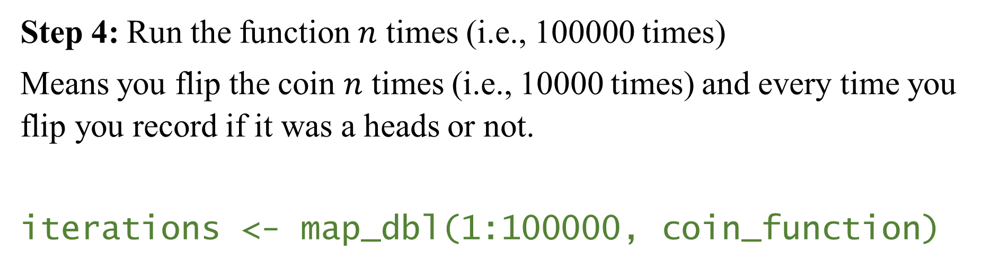 Step 4: Run the function n times (i.e., 100000 times)
Means you flip the coin n times (i.e., 10000 times) and every time you
flip you record if it was a heads or not.
iterations <- map_dbl(1:100000, coin_function)